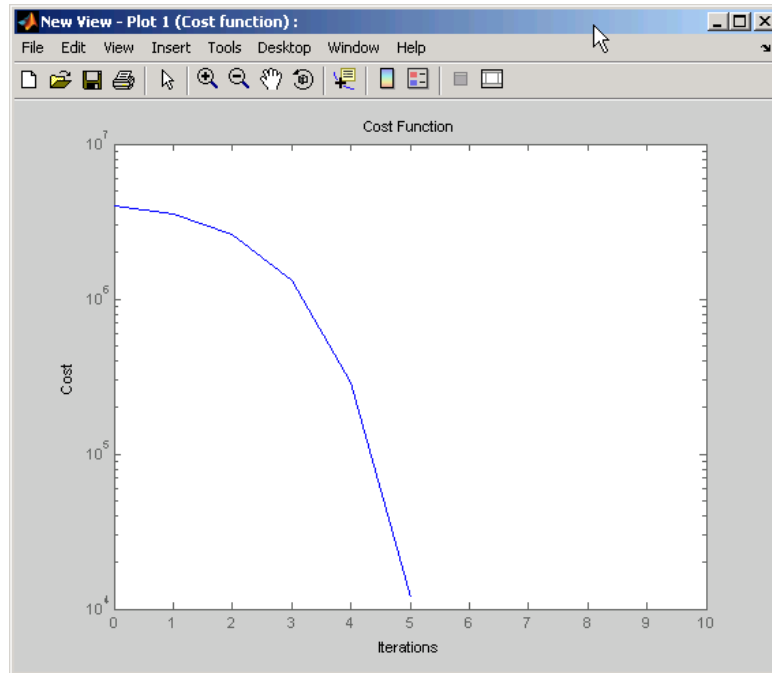 New View - Plot 1 (Cost function) :
File Edit View Insert Tools Desktop Window Help
Cost Function
10^7
10^6
Cost
10^5
10^4
0 1 2 3 4 5 6 7 8 9 10
Iterations